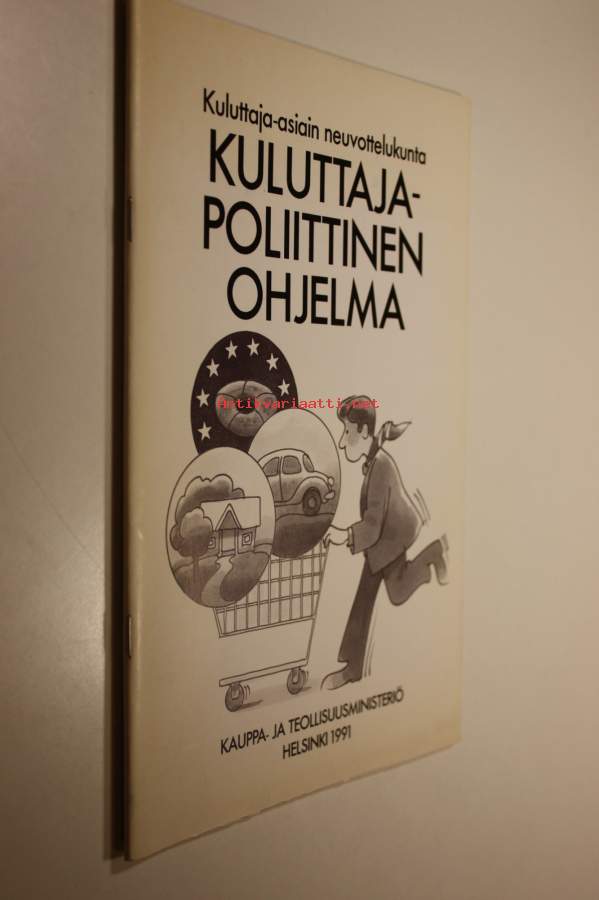 Kuluttaja-asiain neuvottelukunta
KULUTTAJA-
POLIITTINEN
OHJELMA
Antikvariaatti.net
KAUPPA- JA TEOLLISUUSMINISTERIÖ
HELSINKI 1991